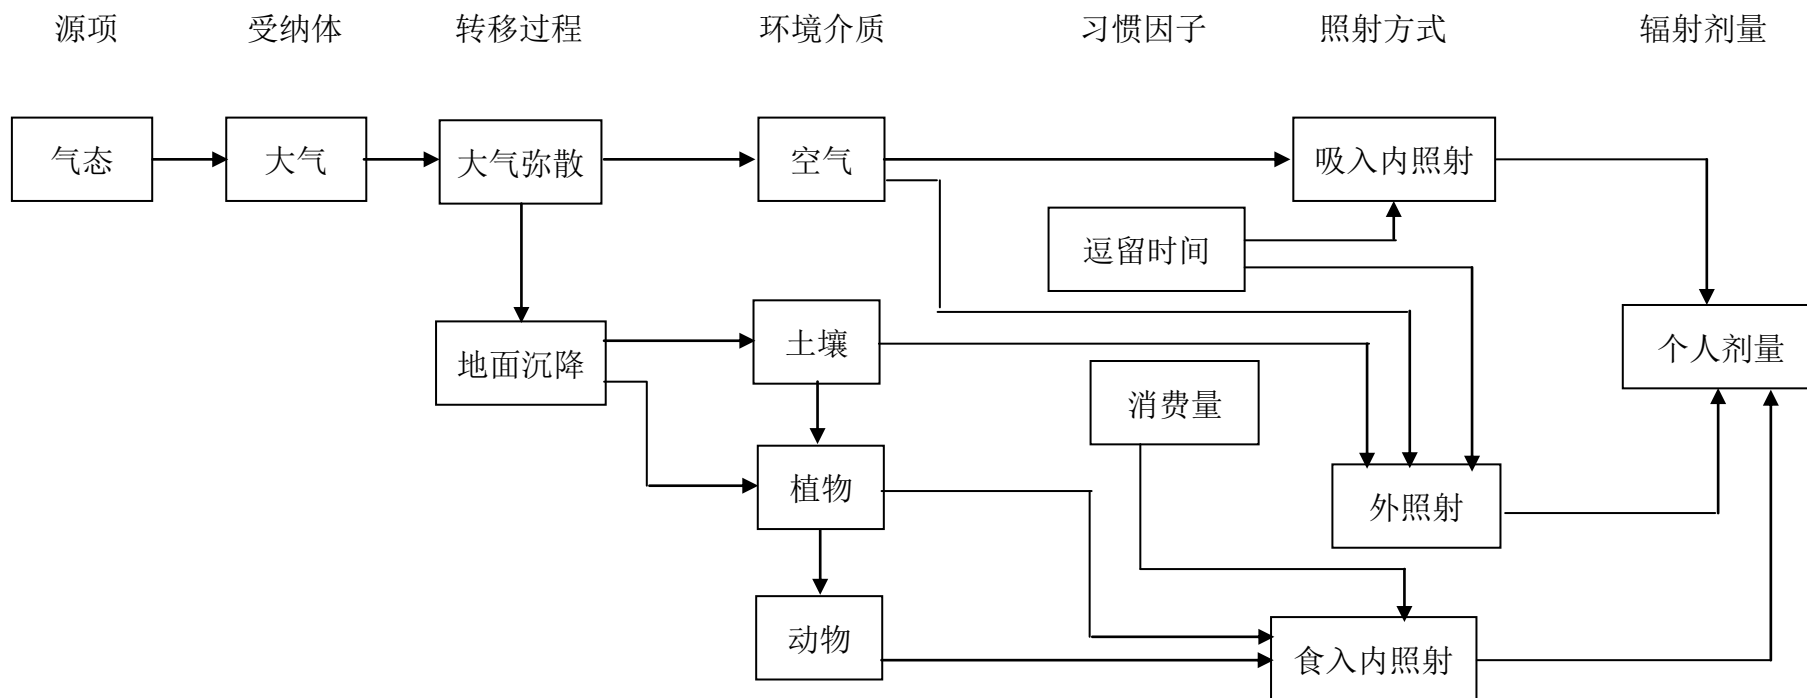 源项 受纳体 转移过程 环境介质 习惯因子 照射方式 辐射剂量
气态 大气 大气弥散 空气 吸入内照射
逗留时间
地面沉降 土壤 个人剂量
消费量
植物 外照射
动物 食入内照射